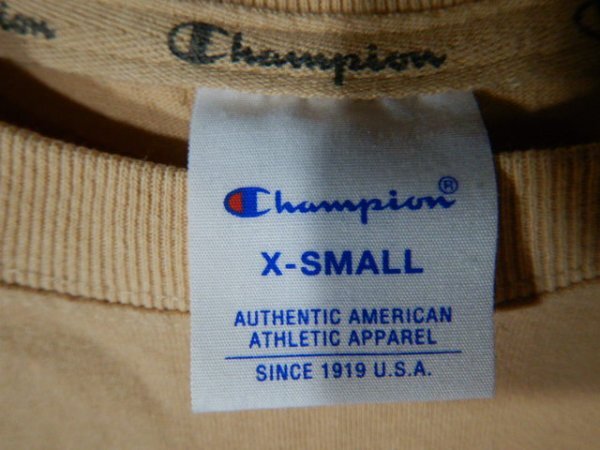 Champion
Champion®
X-SMALL
AUTHENTIC AMERICAN
ATHLETIC APPAREL
SINCE 1919 U.S.A.